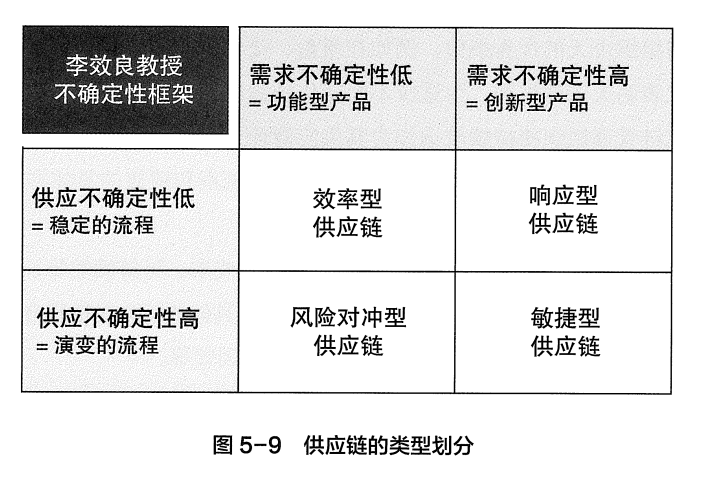 李效良教授
不确定性框架
需求不确定性低
= 功能型产品
需求不确定性高
= 创新型产品
供应不确定性低
= 稳定的流程
效率型
供应链
响应型
供应链
供应不确定性高
= 演变的流程
风险对冲型
供应链
敏捷型
供应链
图 5-9 供应链的类型划分